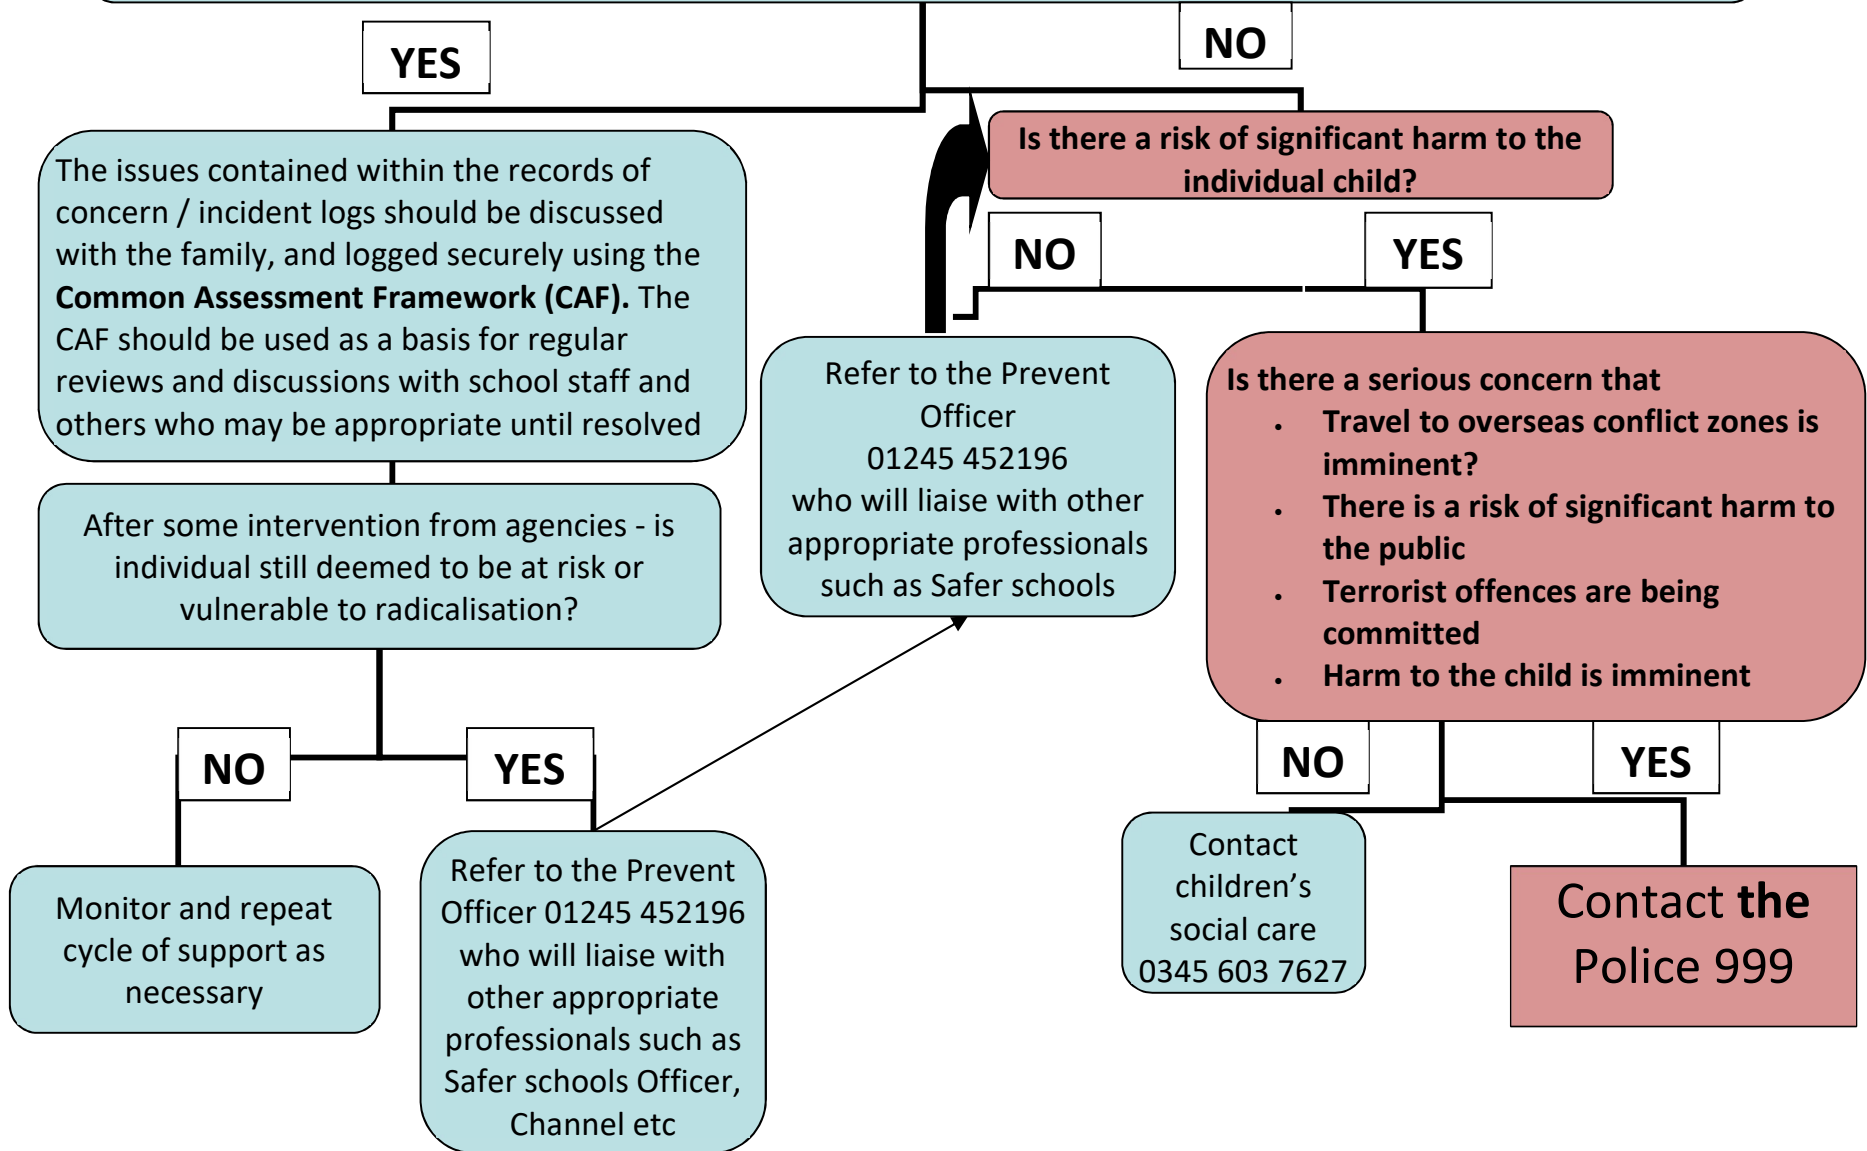 YES
NO
The issues contained within the records of
concern / incident logs should be discussed
with the family, and logged securely using the
Common Assessment Framework (CAF). The
CAF should be used as a basis for regular
reviews and discussions with school staff and
others who may be appropriate until resolved
Is there a risk of significant harm to the
individual child?
NO
YES
Refer to the Prevent
Officer
01245 452196
who will liaise with other
appropriate professionals
such as Safer schools
Is there a serious concern that
• Travel to overseas conflict zones is
imminent?
• There is a risk of significant harm to
the public
• Terrorist offences are being
committed
• Harm to the child is imminent
After some intervention from agencies - is
individual still deemed to be at risk or
vulnerable to radicalisation?
NO
YES
NO
YES
Monitor and repeat
cycle of support as
necessary
Refer to the Prevent
Officer 01245 452196
who will liaise with
other appropriate
professionals such as
Safer schools Officer,
Channel etc
Contact
children's
social care
0345 603 7627
Contact the
Police 999